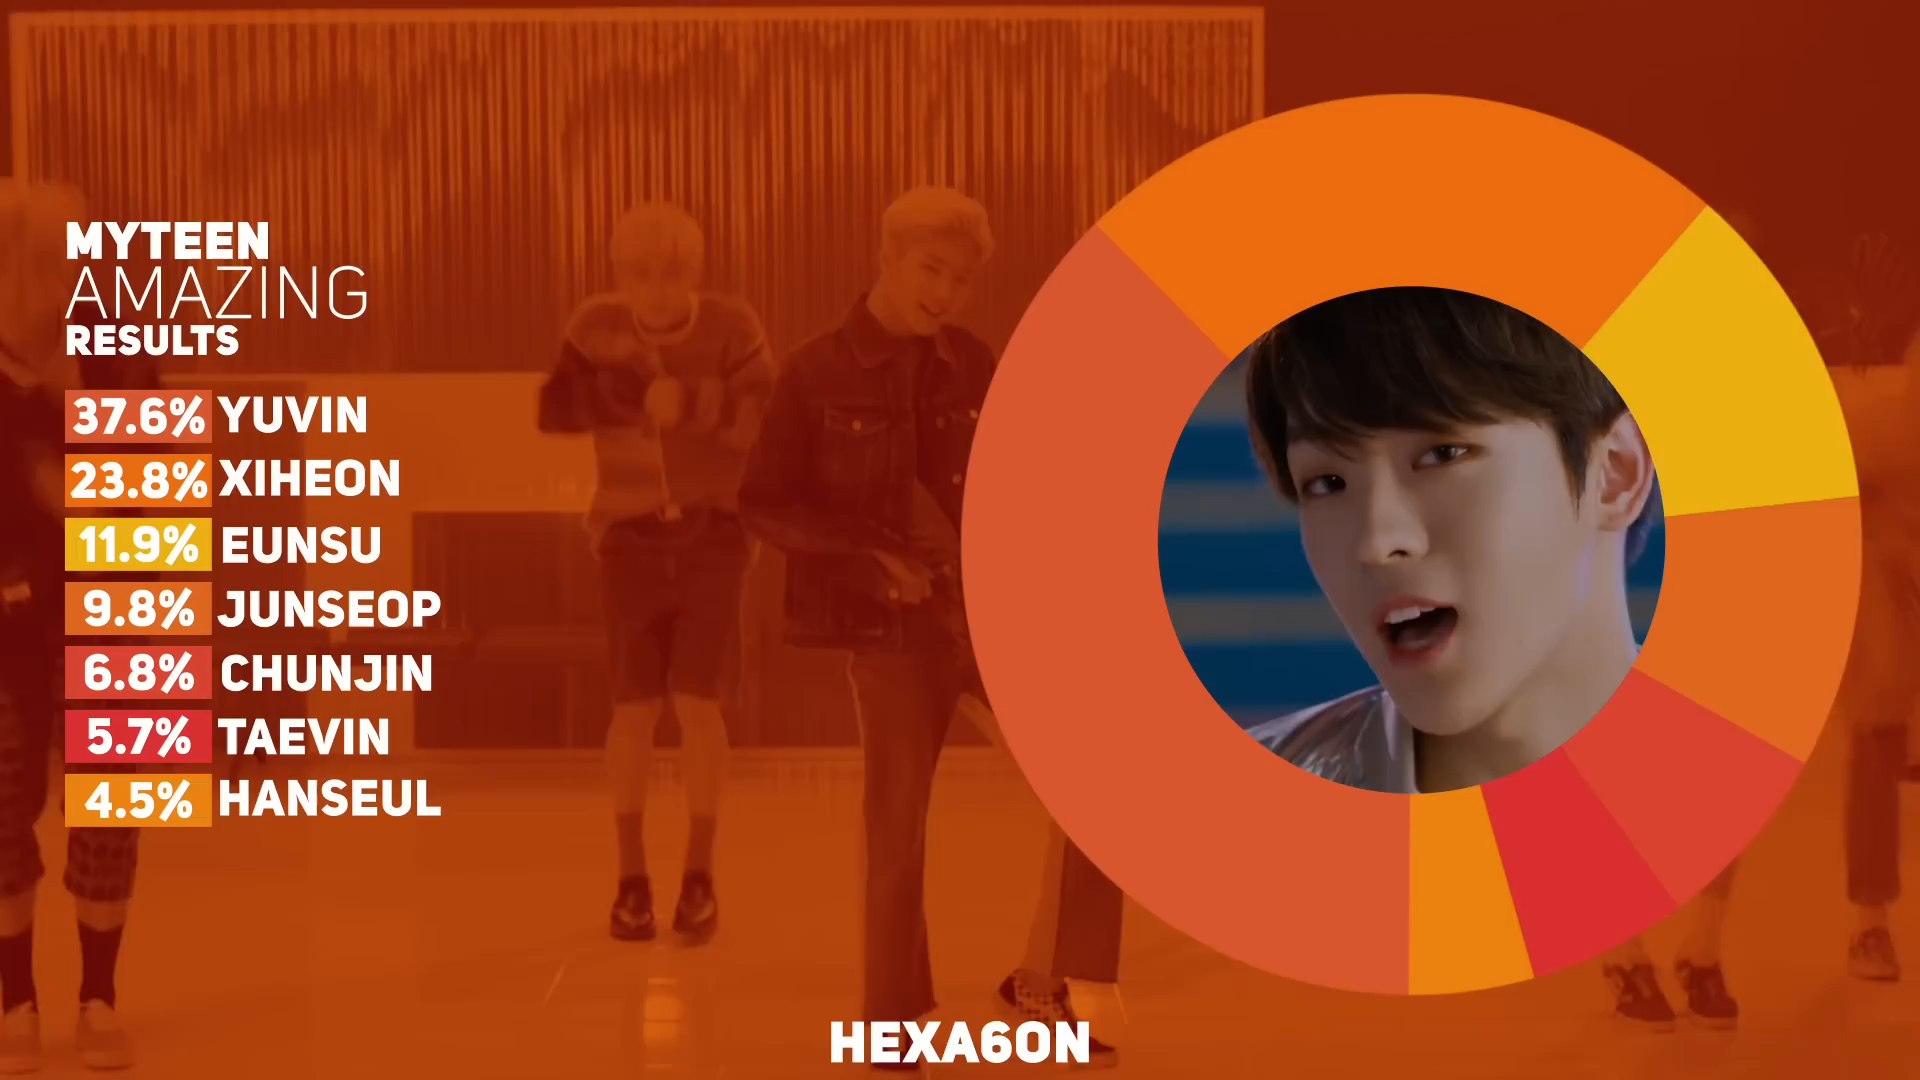 MYTEEN
AMAZING
RESULTS
37.6% YUVIN
23.8% XIHEON
11.9% EUNSU
9.8% JUNSEOP
6.8% CHUNJIN
5.7% TAEVIN
4.5% HANSEUL
HEXA6ON